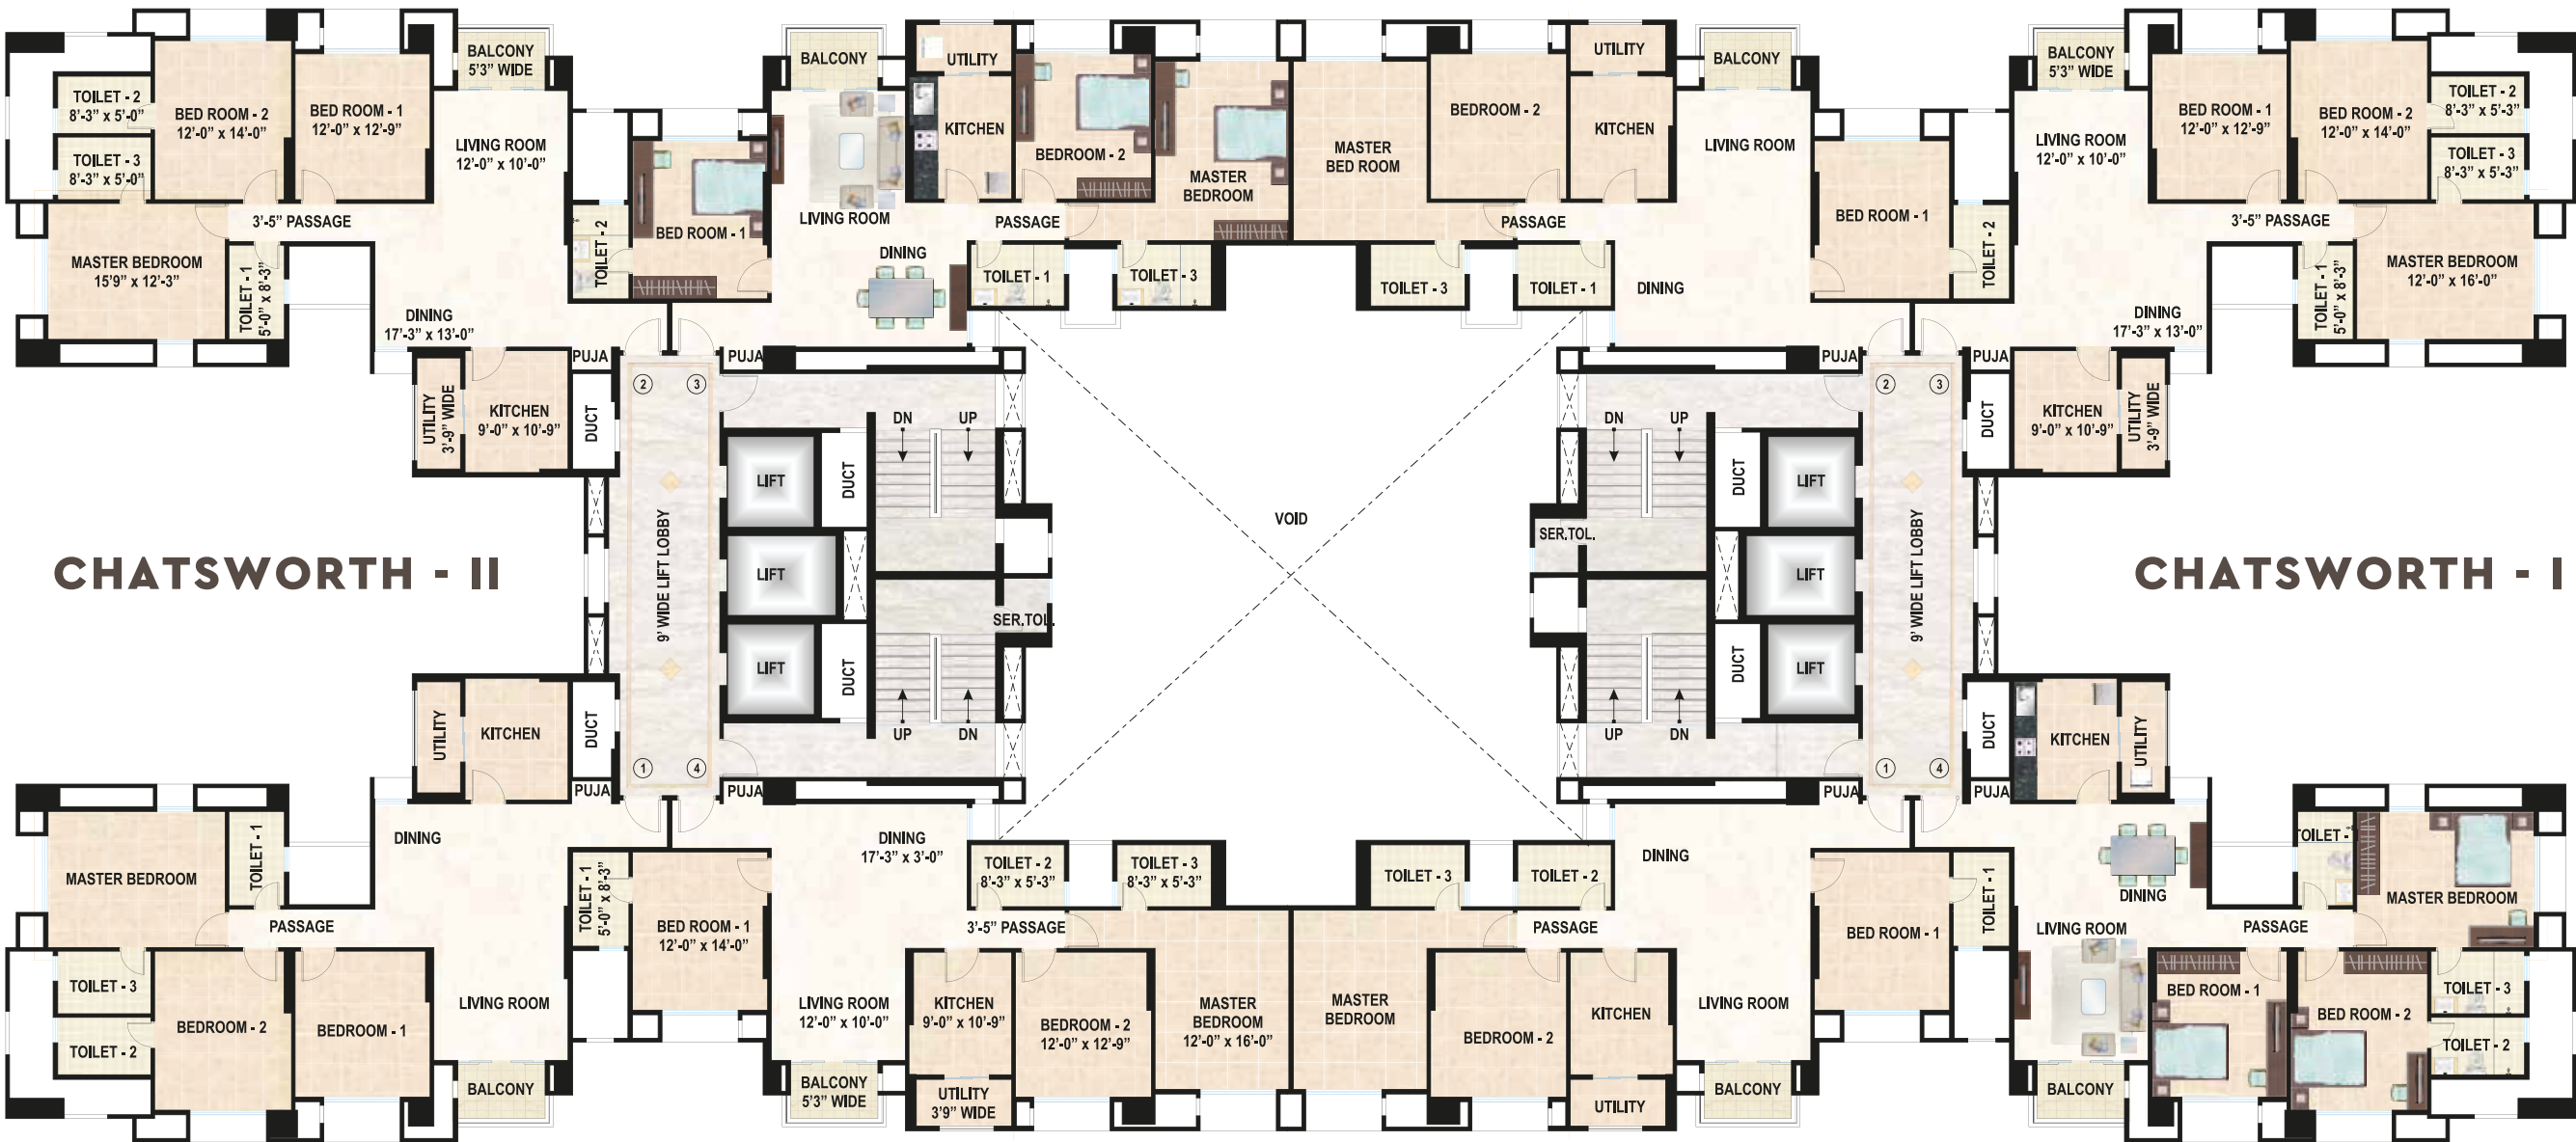 BALCONY
5'3" WIDE
TOILET - 2
8'-3" x 5'-0"
BED ROOM - 2
12'-0" x 14'-0"
BED ROOM - 1
12'-0" x 12'-9"
LIVING ROOM
12'-0" x 10'-0"
TOILET - 3
8'-3" x 5'-0"
3'-5" PASSAGE
MASTER BEDROOM
15'9" x 12'-3"
TOILET - 1
5'-0" x 8'-3"
DINING
17'-3" x 13'-0"
PUJA
UTILITY
3'-9" WIDE
KITCHEN
9'-0" x 10'-9"
DUCT
BALCONY
UTILITY
KITCHEN
BEDROOM - 2
MASTER
BEDROOM
LIVING ROOM
PASSAGE
TOILET - 2
BED ROOM - 1
DINING
TOILET - 1
TOILET - 3
PUJA
UTILITY
BALCONY
BEDROOM - 2
KITCHEN
MASTER
BED ROOM
LIVING ROOM
PASSAGE
BED ROOM - 1
TOILET - 2
TOILET - 3
TOILET - 1
DINING
PUJA
BALCONY
5'3" WIDE
BED ROOM - 1
12'-0" x 12'-9"
BED ROOM - 2
12'-0" x 14'-0"
TOILET - 2
8'-3" x 5'-3"
LIVING ROOM
12'-0" x 10'-0"
TOILET - 3
8'-3" x 5'-3"
3'-5" PASSAGE
TOILET - 1
5'-0" x 8'-3"
MASTER BEDROOM
12'-0" x 16'-0"
DINING
17'-3" x 13'-0"
PUJA
DUCT
KITCHEN
9'-0" x 10'-9"
UTILITY
3'-9" WIDE
2
3
DN
UP
LIFT
DUCT
9' WIDE LIFT LOBBY
LIFT
SER.TOL.
LIFT
DUCT
UP
DN
1
4
VOID
2
3
DN
UP
DUCT
LIFT
SER.TOL.
LIFT
9' WIDE LIFT LOBBY
DUCT
LIFT
UP
DN
1
4
CHATSWORTH - II
CHATSWORTH - I
UTILITY
KITCHEN
DUCT
PUJA
DINING
MASTER BEDROOM
TOILET - 1
PASSAGE
TOILET - 3
LIVING ROOM
BEDROOM - 2
BEDROOM - 1
TOILET - 2
BALCONY
PUJA
DINING
17'-3" x 3'-0"
TOILET - 2
8'-3" x 5'-3"
TOILET - 3
8'-3" x 5'-3"
TOILET - 1
5'-0" x 8'-3"
BED ROOM - 1
12'-0" x 14'-0"
3'-5" PASSAGE
LIVING ROOM
12'-0" x 10'-0"
KITCHEN
9'-0" x 10'-9"
MASTER
BEDROOM
12'-0" x 16'-0"
BEDROOM - 2
12'-0" x 12'-9"
BALCONY
5'3" WIDE
UTILITY
3'9" WIDE
PUJA
DINING
TOILET - 3
TOILET - 2
PASSAGE
BED ROOM - 1
TOILET - 1
MASTER
BEDROOM
LIVING ROOM
KITCHEN
BEDROOM - 2
BALCONY
UTILITY
DUCT
KITCHEN
UTILITY
PUJA
TOILET -
DINING
MASTER BEDROOM
LIVING ROOM
PASSAGE
BED ROOM - 1
TOILET - 3
BED ROOM - 2
TOILET - 2
BALCONY